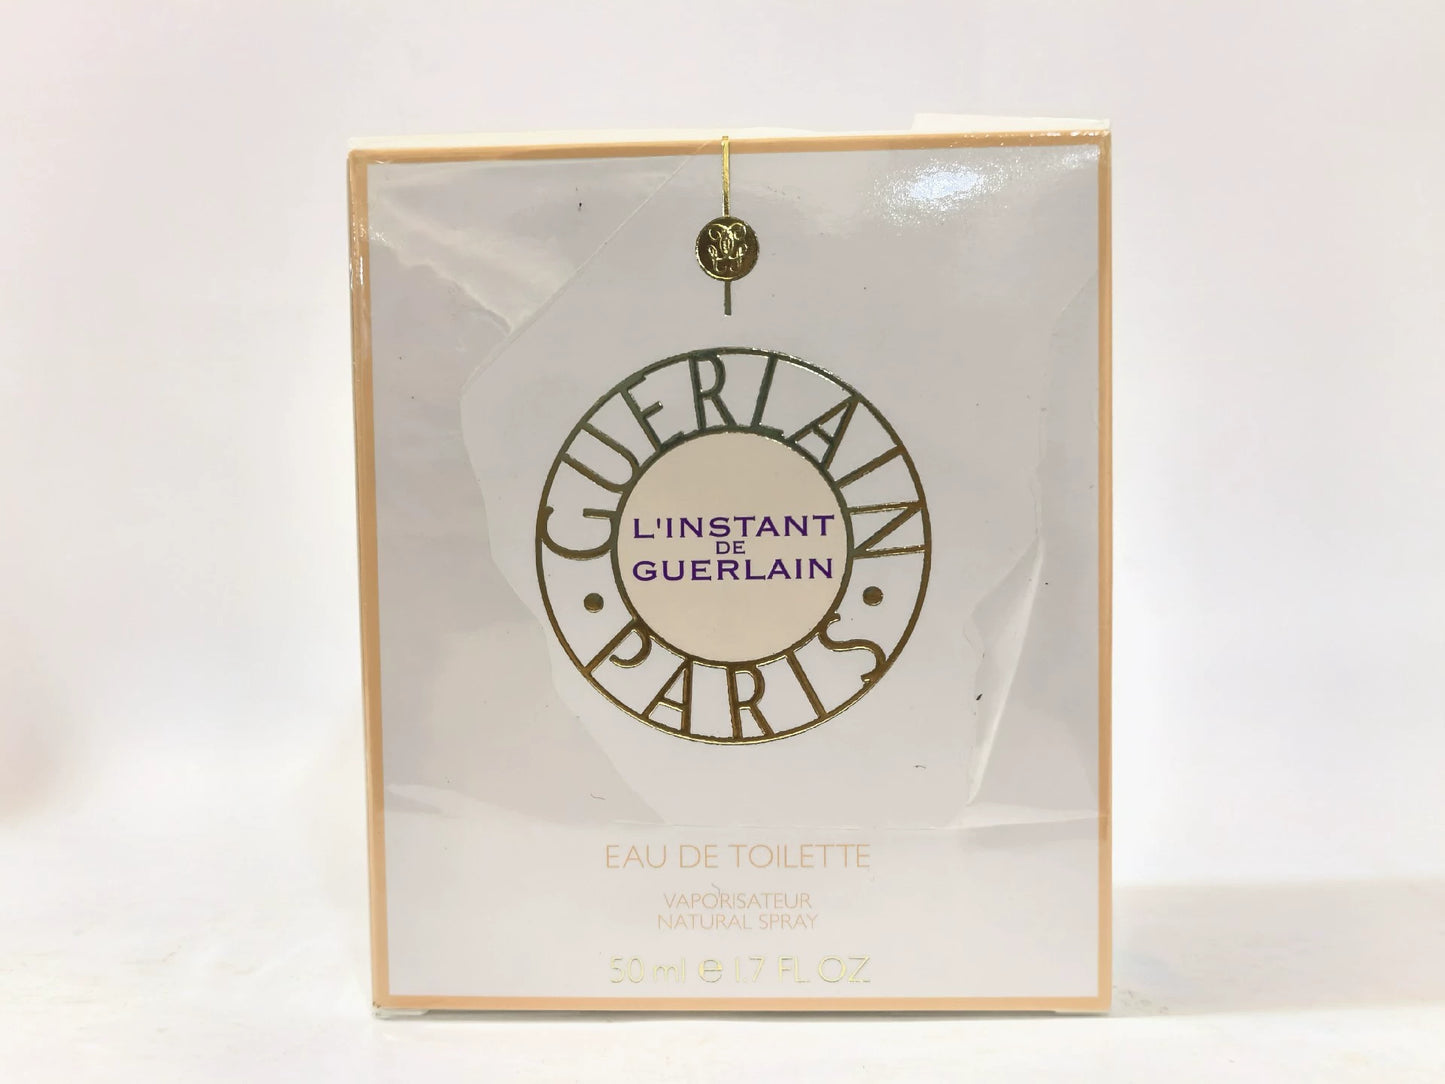 GUERLAIN
L'INSTANT
DE
GUERLAIN
• PARIS •
EAU DE TOILETTE
VAPORISATEUR
NATURAL SPRAY
50 ml e 1.7 FL. OZ